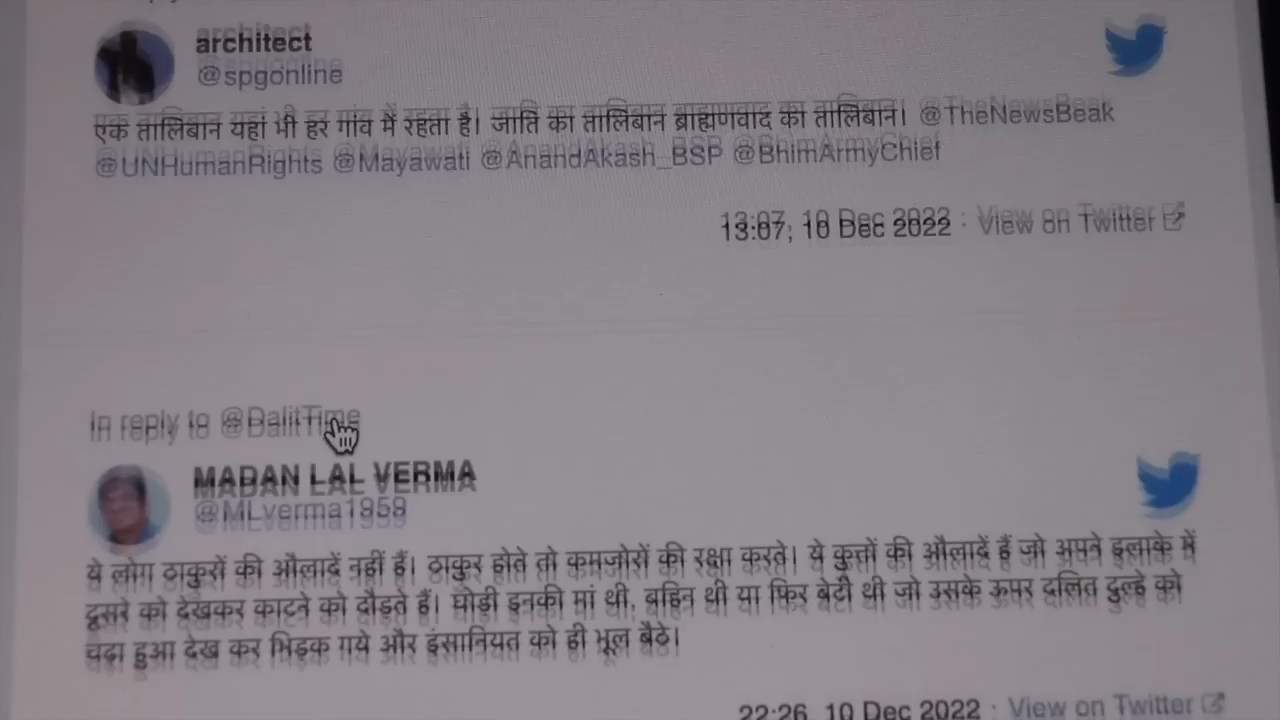 architect
@spgonline
एक तालिबान यहां भी हर गांव में रहता है। जाति का तालिबान ब्राह्मणवाद का तालिबान। @TheNewsBeak
@UNHumanRights @Mayawati @AnandAkash_BSP @BhimArmyChief
13:07, 10 Dec 2022 · View on Twitter
In reply to @DalitTime
MADAN LAL VERMA
@MLverma1959
ये लोग ठाकुरों की औलादें नहीं हैं। ठाकुर होते तो कमजोरों की रक्षा करते। ये कुत्तों की औलादें हैं जो अपने इलाके में
दूसरे को देखकर काटने को दौड़ते हैं। घोड़ी इनकी मां थी, बहिन थी या फिर बेटी थी जो उसके ऊपर दलित दुल्हे को
चढ़ा हुआ देख कर भिड़क गये और इंसानियत को ही भूल बैठे।
22:26, 10 Dec 2022 · View on Twitter